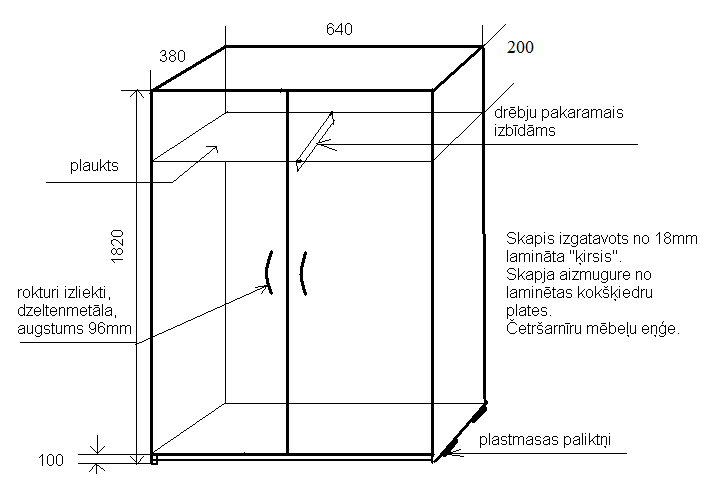 640
380
200
drēbju pakaramais
izbīdāms
plaukts
1820
Skapis izgatavots no 18mm
lamināta "ķirsis".
Skapja aizmugure no
laminētas kokšķiedru
plates.
Četršarnīru mēbeļu eņģe.
rokturi izliekti,
dzeltenmetāla,
augstums 96mm
plastmasas paliktņi
100